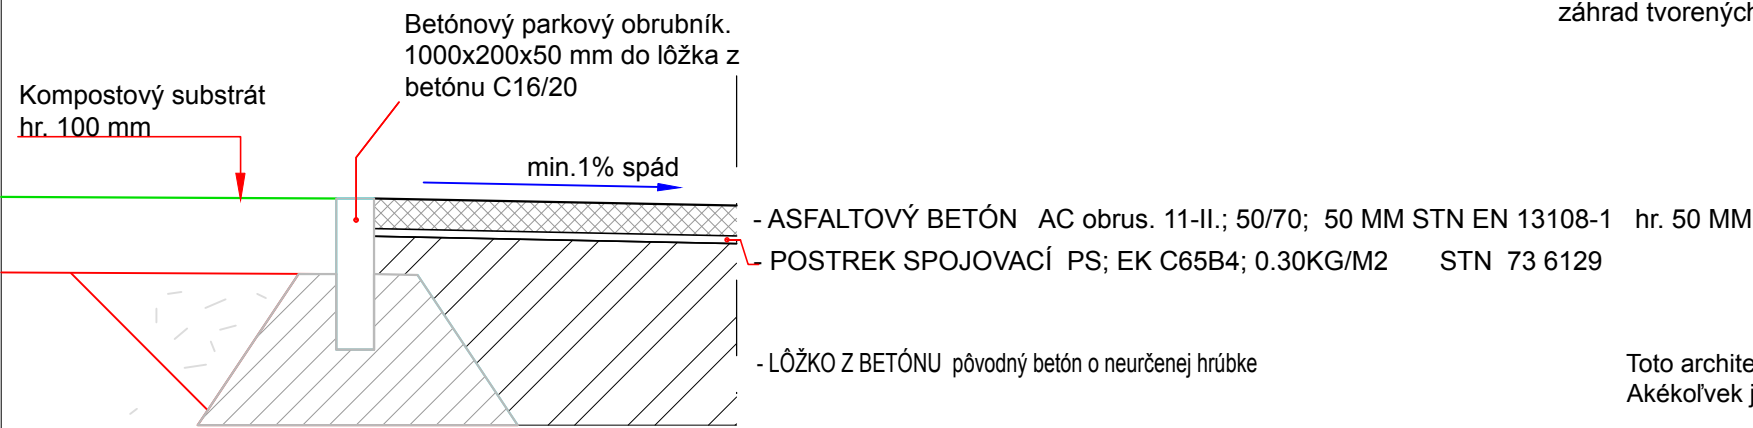 záhrad tvorených
Betónový parkový obrubník.
1000x200x50 mm do lôžka z
betónu C16/20
Kompostový substrát
hr. 100 mm
min.1% spád
- ASFALTOVÝ BETÓN AC obrus. 11-II.; 50/70; 50 MM STN EN 13108-1 hr. 50 MM
- POSTREK SPOJOVACÍ PS; EK C65B4; 0.30KG/M2 STN 73 6129
- LÔŽKO Z BETÓNU pôvodný betón o neurčenej hrúbke
Toto archite
Akékoľvek j